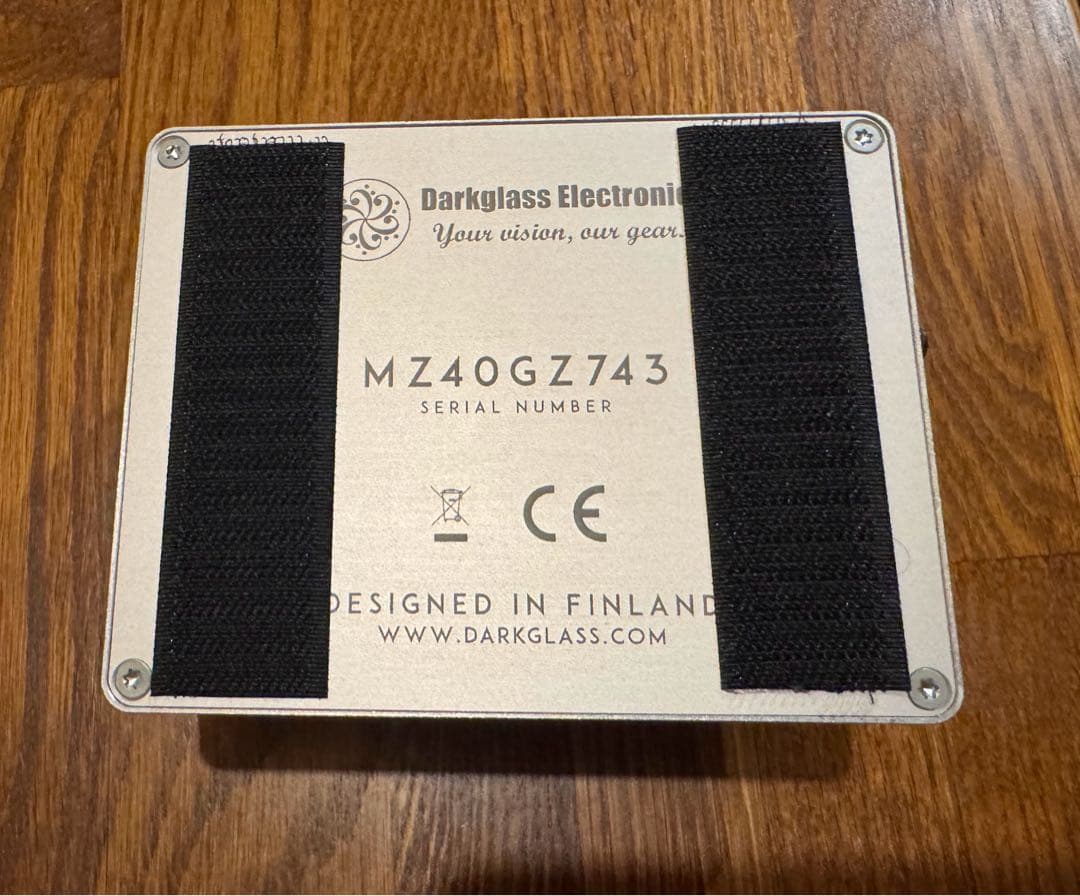 Darkglass Electroni
Your vision, our gear.
MZ40GZ743
SERIAL NUMBER
CE
DESIGNED IN FINLAND
WWW.DARKGLASS.COM